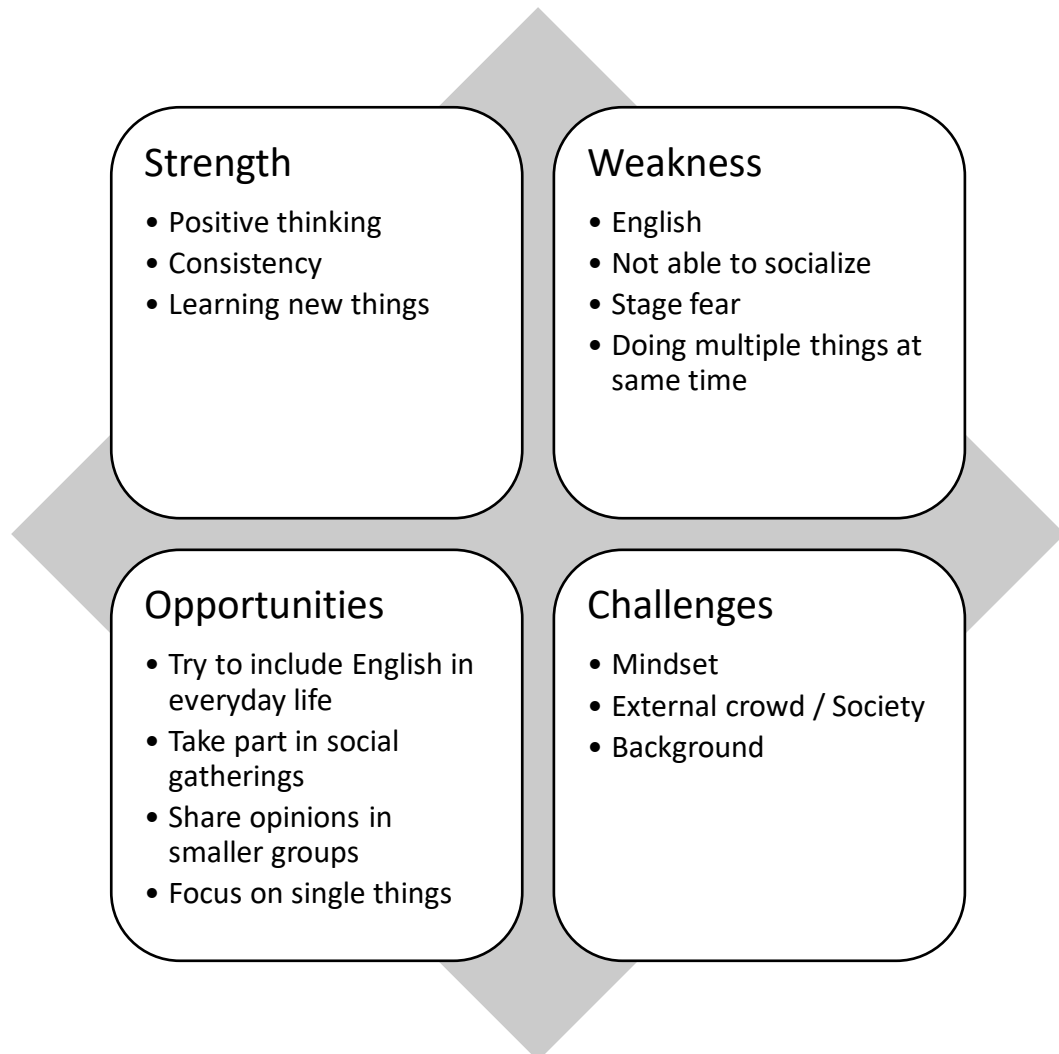 Strength
• Positive thinking
• Consistency
• Learning new things
Weakness
• English
• Not able to socialize
• Stage fear
• Doing multiple things at
same time
Opportunities
• Try to include English in
everyday life
• Take part in social
gatherings
• Share opinions in
smaller groups
• Focus on single things
Challenges
• Mindset
• External crowd / Society
• Background